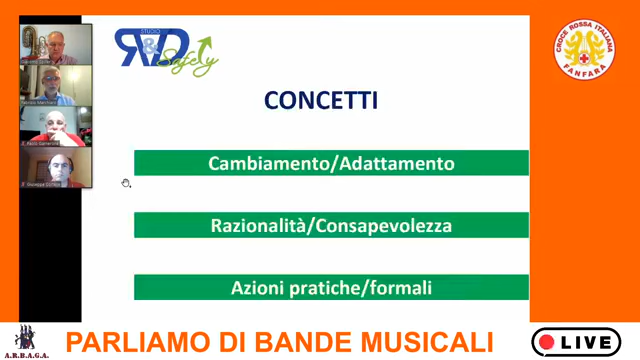 STUDIO
R&D
Safety
CROCE ROSSA ITALIANA
FANFARA
CONCETTI
Cambiamento/Adattamento
Razionalità/Consapevolezza
Azioni pratiche/formali
A.R.B.A.G.A.
PARLIAMO DI BANDE MUSICALI
LIVE